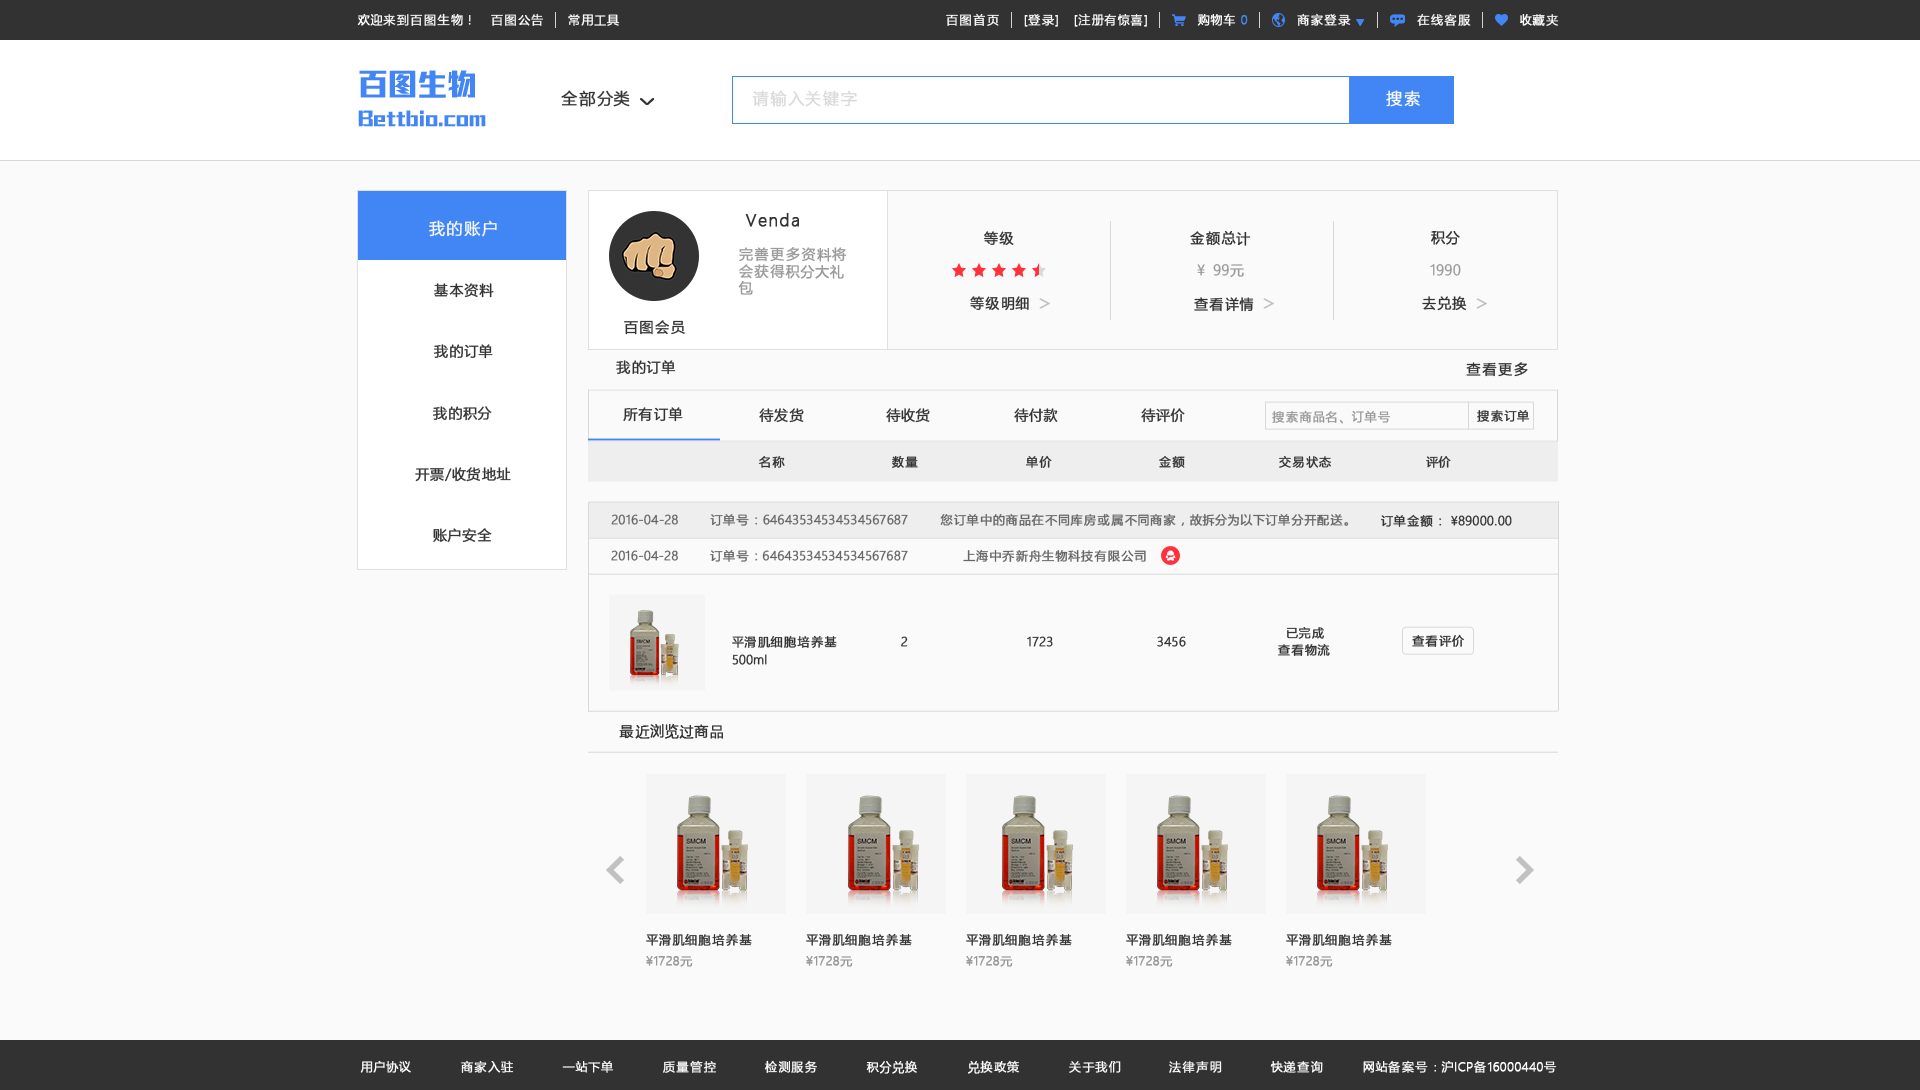 欢迎来到百图生物！ 百图公告 常用工具 百图首页 [登录] [注册有惊喜] 购物车 0 商家登录 在线客服 收藏夹
百图生物
Bettbio.com
全部分类
请输入关键字
搜索
我的账户
基本资料
我的订单
我的积分
开票/收货地址
账户安全
Venda
完善更多资料将
会获得积分大礼
包
百图会员
等级
等级明细 >
金额总计
¥ 99元
查看详情 >
积分
1990
去兑换 >
我的订单 查看更多
所有订单 待发货 待收货 待付款 待评价 搜索商品名、订单号 搜索订单
名称 数量 单价 金额 交易状态 评价
2016-04-28 订单号：64643534534534567687 您订单中的商品在不同库房或属不同商家，故拆分为以下订单分开配送。 订单金额： ¥89000.00
2016-04-28 订单号：64643534534534567687 上海中乔新舟生物科技有限公司
SMCM
平滑肌细胞培养基
500ml
2 1723 3456
已完成
查看物流
查看评价
最近浏览过商品
SMCM SMCM SMCM SMCM SMCM
平滑肌细胞培养基 平滑肌细胞培养基 平滑肌细胞培养基 平滑肌细胞培养基 平滑肌细胞培养基
¥1728元 ¥1728元 ¥1728元 ¥1728元 ¥1728元
用户协议 商家入驻 一站下单 质量管控 检测服务 积分兑换 兑换政策 关于我们 法律声明 快递查询 网站备案号：沪ICP备16000440号